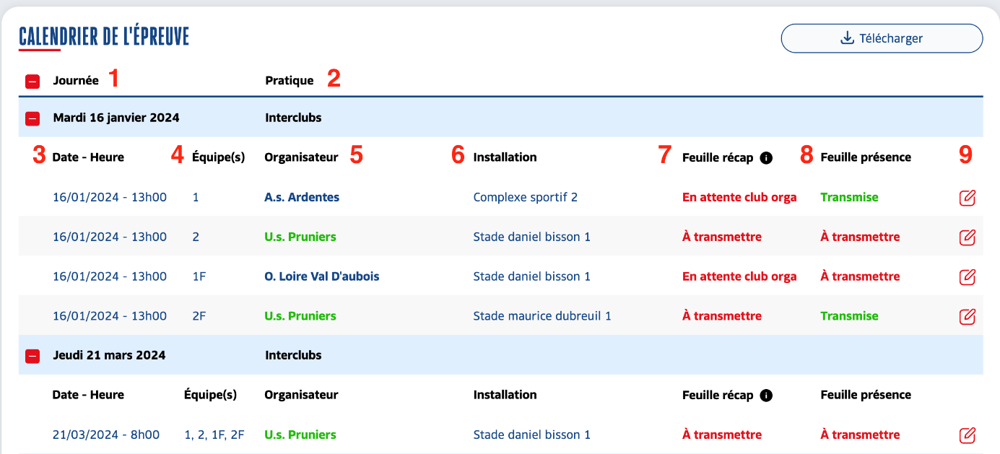 CALENDRIER DE L'ÉPREUVE
Télécharger
Journée 1 Pratique 2
Mardi 16 janvier 2024 Interclubs
3 Date - Heure 4 Équipe(s) Organisateur 5 6 Installation 7 Feuille récap i 8 Feuille présence 9
16/01/2024 - 13h00 1 A.s. Ardentes Complexe sportif 2 En attente club orga Transmise
16/01/2024 - 13h00 2 U.s. Pruniers Stade daniel bisson 1 À transmettre À transmettre
16/01/2024 - 13h00 1F O. Loire Val D'aubois Stade daniel bisson 1 En attente club orga À transmettre
16/01/2024 - 13h00 2F U.s. Pruniers Stade maurice dubreuil 1 À transmettre Transmise
Jeudi 21 mars 2024 Interclubs
Date - Heure Équipe(s) Organisateur Installation Feuille récap i Feuille présence
21/03/2024 - 8h00 1, 2, 1F, 2F U.s. Pruniers Stade daniel bisson 1 À transmettre À transmettre